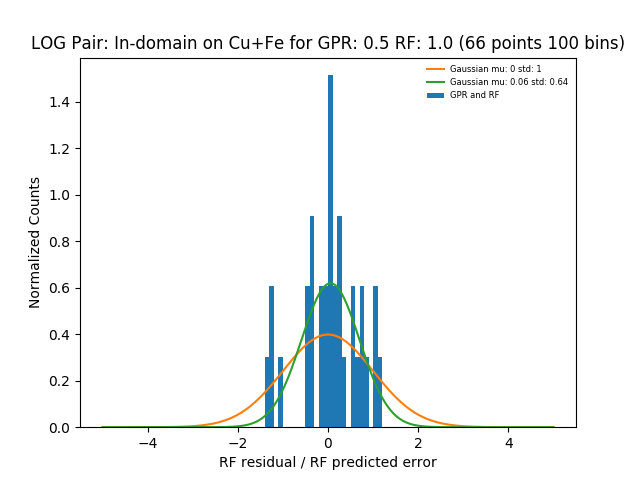 LOG Pair: In-domain on Cu+Fe for GPR: 0.5 RF: 1.0 (66 points 100 bins)
Gaussian mu: 0 std: 1
Gaussian mu: 0.06 std: 0.64
GPR and RF
Normalized Counts
1.4
1.2
1.0
0.8
0.6
0.4
0.2
0.0
−4
−2
0
2
4
RF residual / RF predicted error